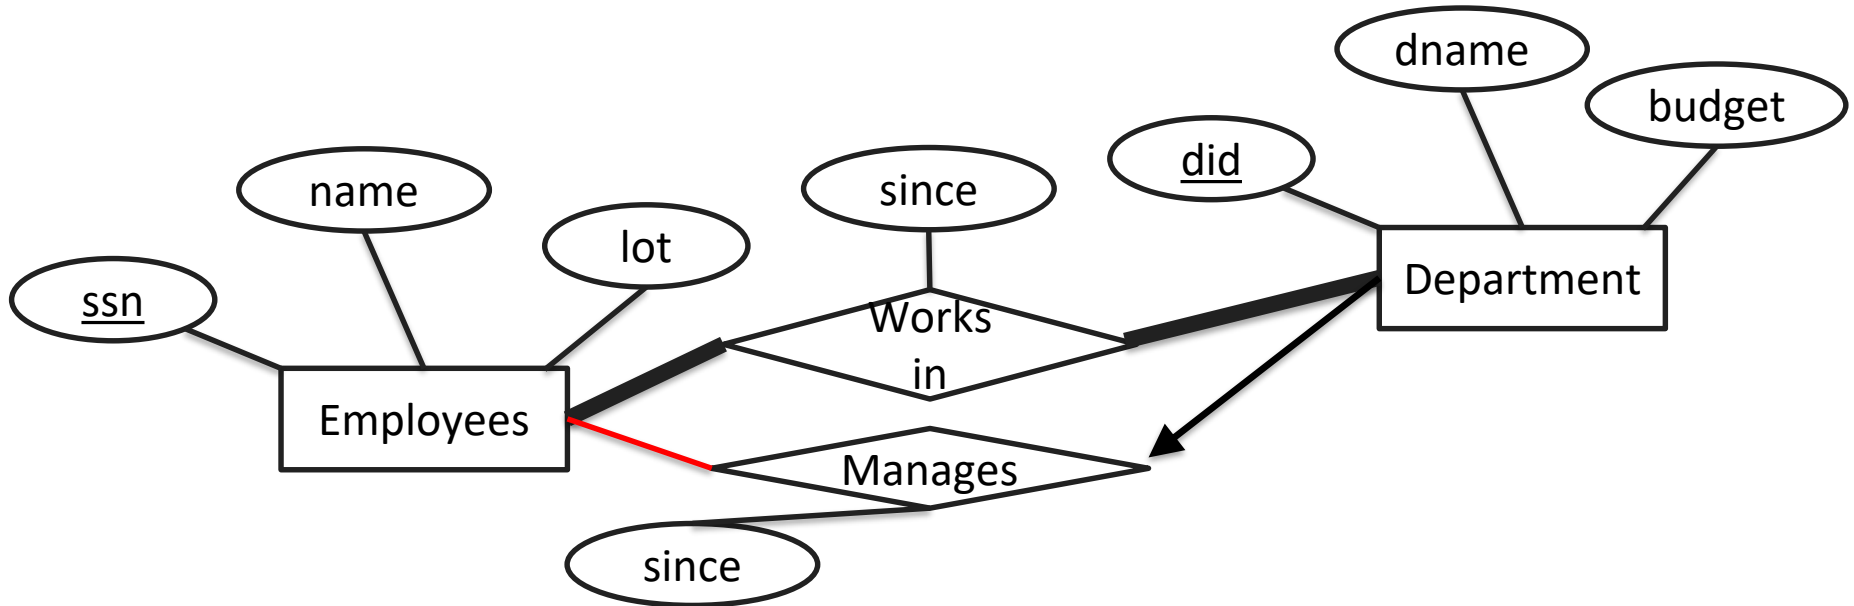 dname
budget
did
since
name
lot
ssn
Department
Works
in
Employees
Manages
since